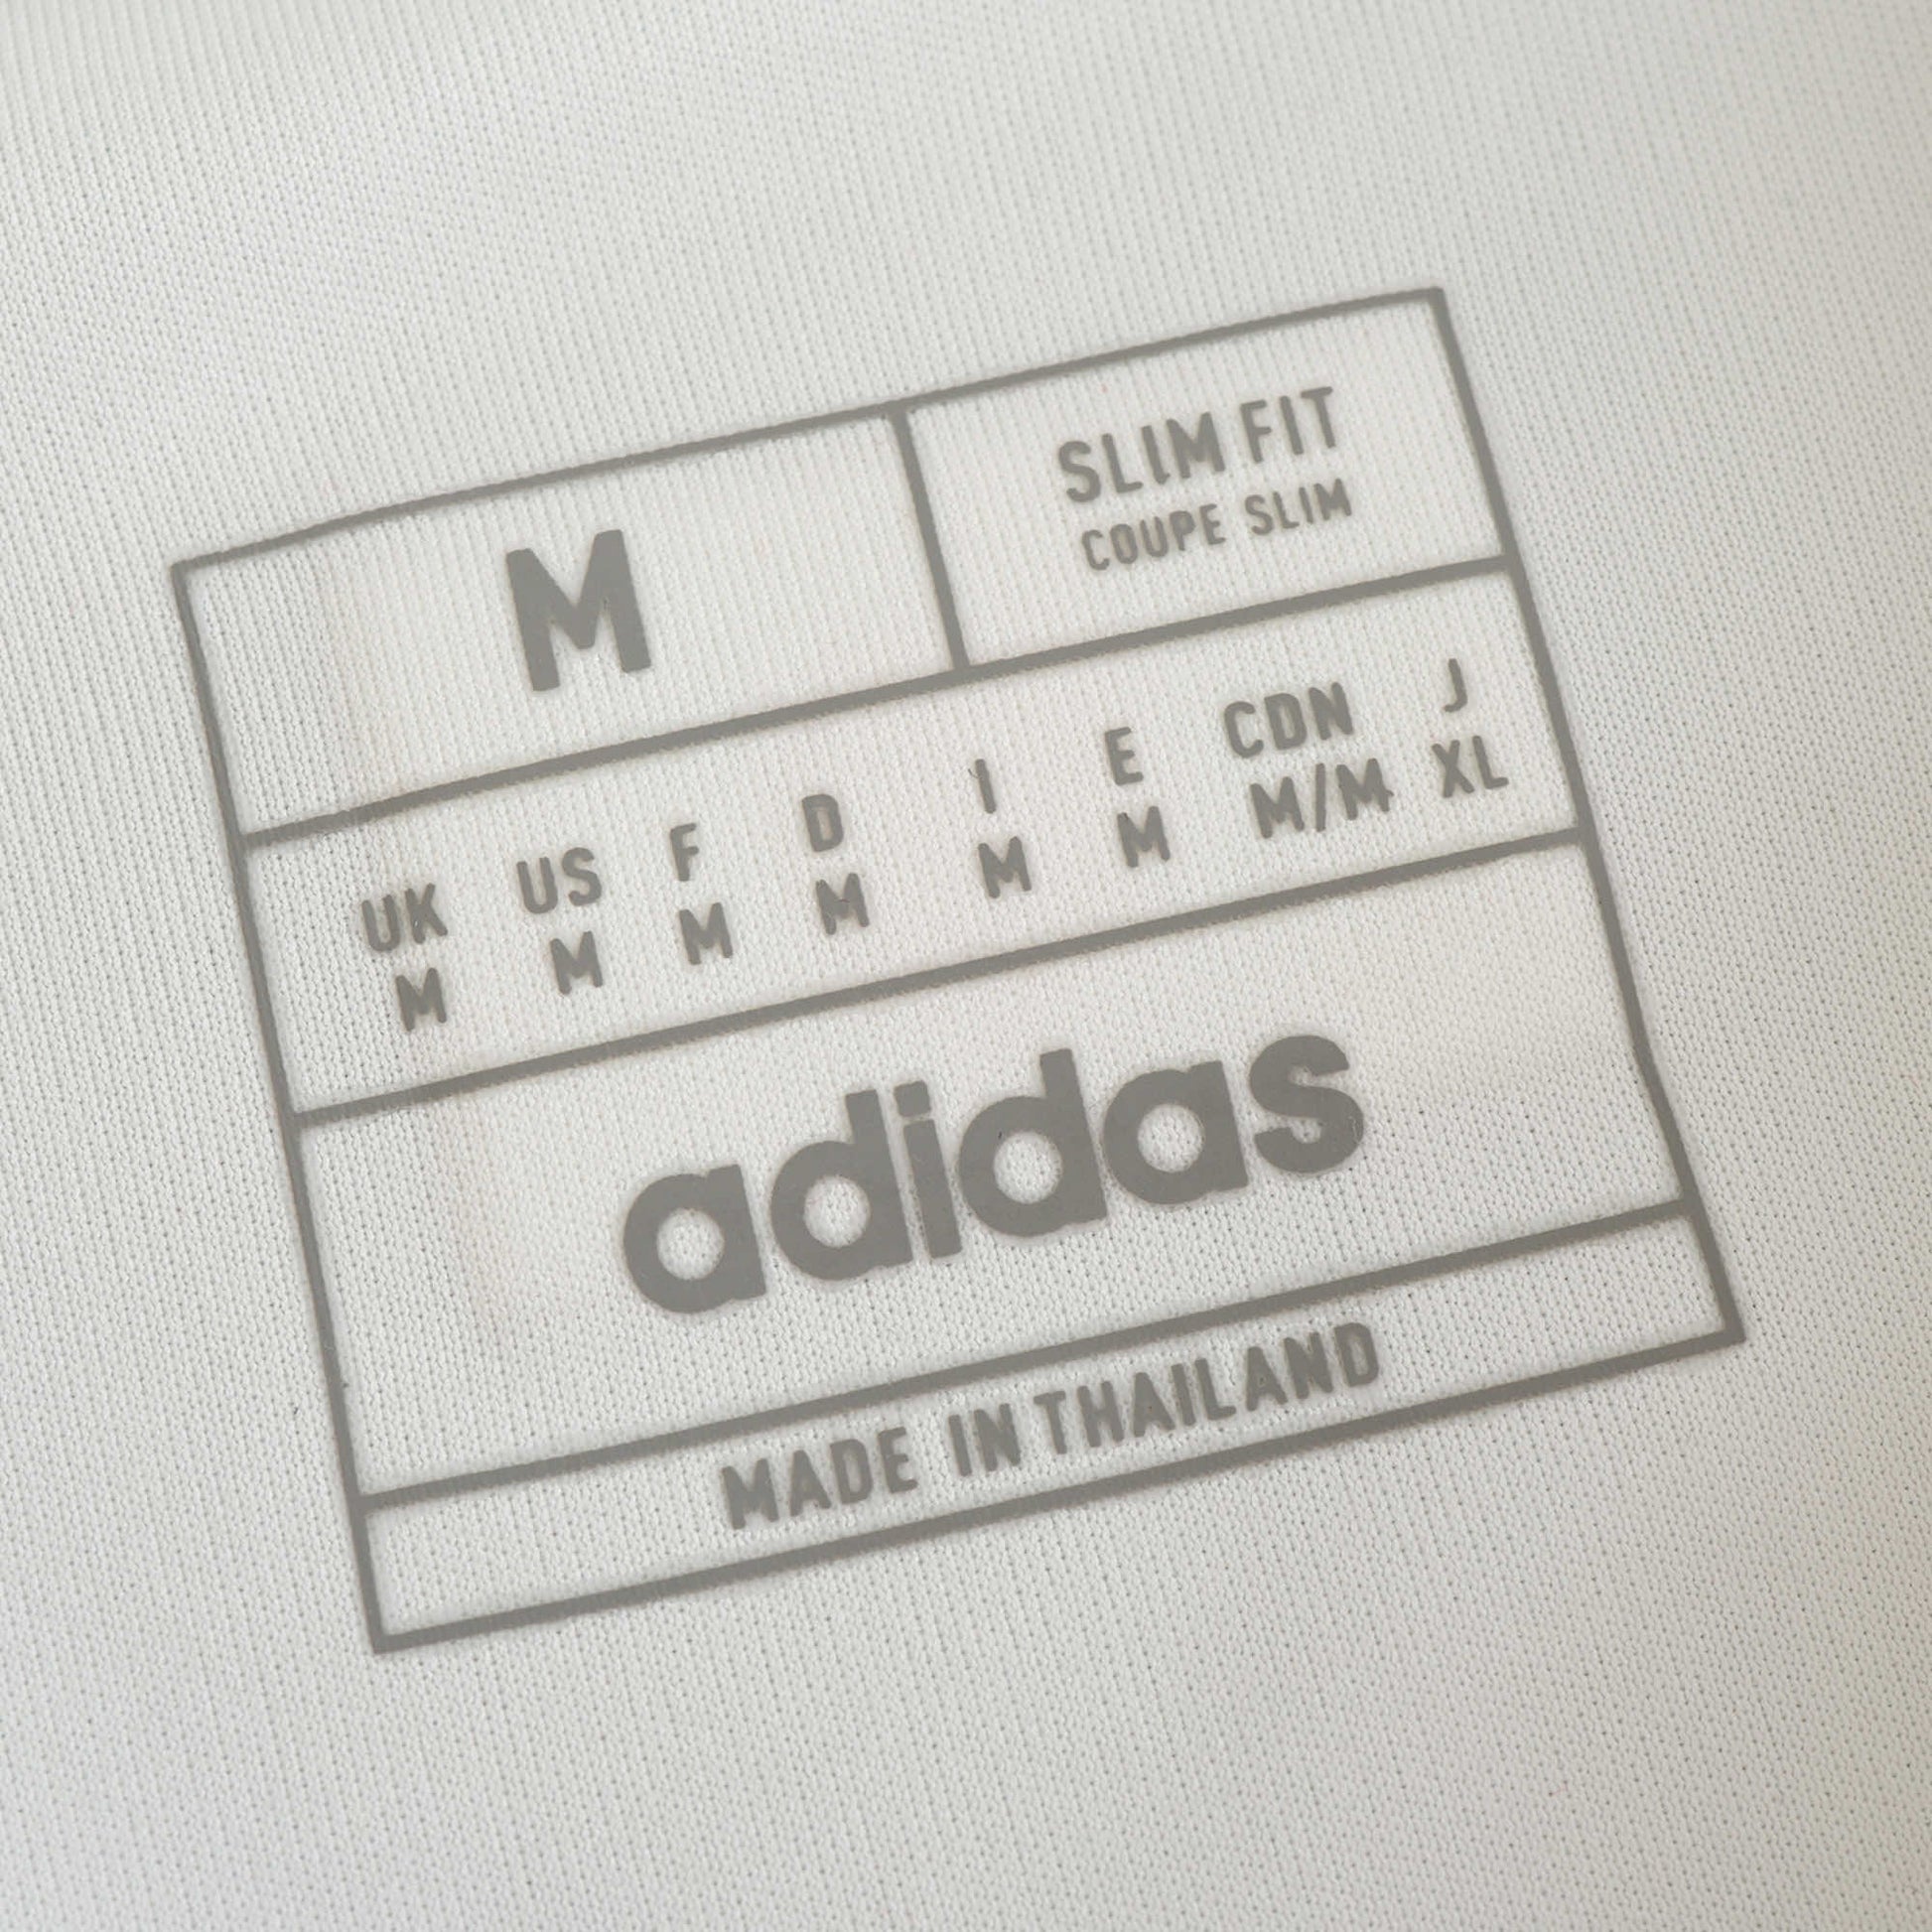 M
SLIM FIT
COUPE SLIM
UK US F D I E CDN J
M M M M M M M/M XL
adidas
MADE IN THAILAND